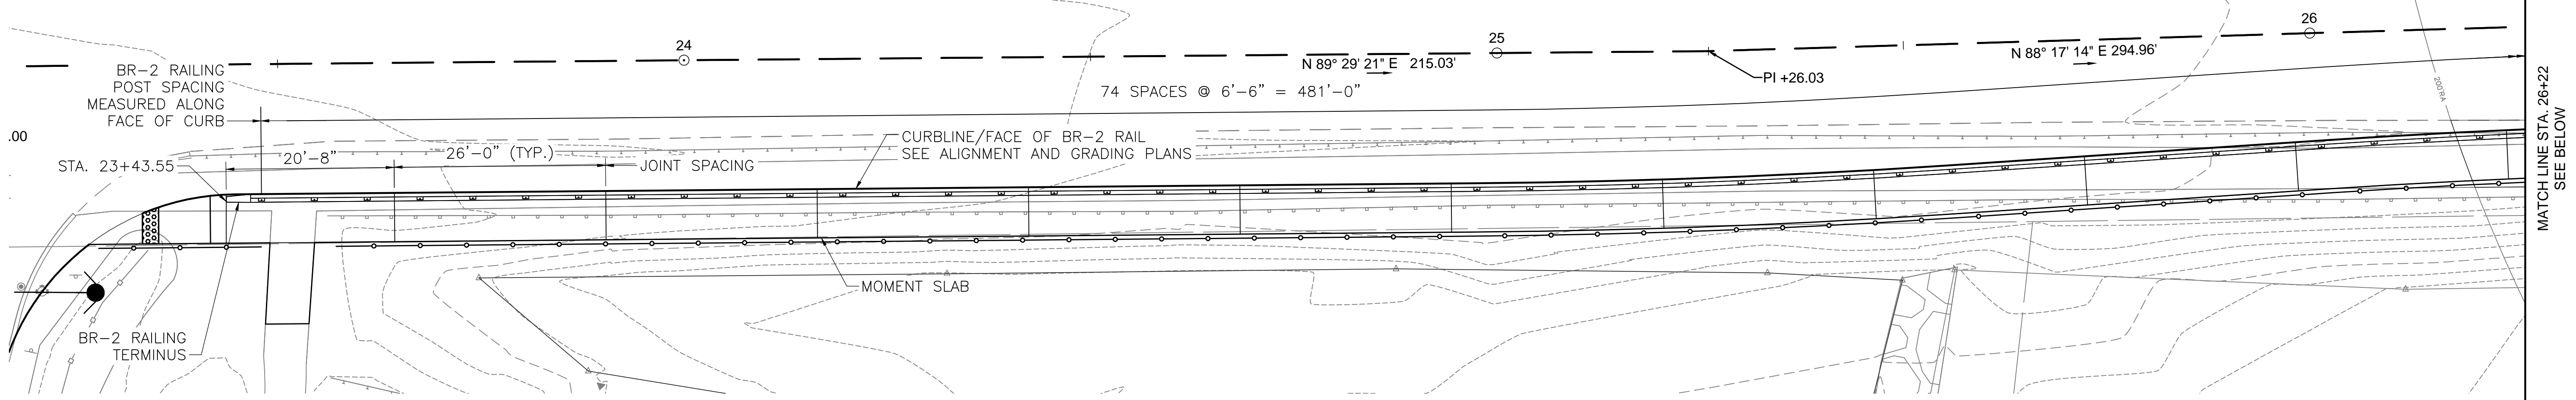 24
25
26
BR-2 RAILING
POST SPACING
MEASURED ALONG
FACE OF CURB
N 89° 29' 21" E 215.03'
N 88° 17' 14" E 294.96'
PI +26.03
74 SPACES @ 6'-6" = 481'-0"
200'RA
MATCH LINE STA. 26+22
SEE BELOW
.00
STA. 23+43.55
20'-8"
26'-0" (TYP.)
JOINT SPACING
CURBLINE/FACE OF BR-2 RAIL
SEE ALIGNMENT AND GRADING PLANS
MOMENT SLAB
BR-2 RAILING
TERMINUS